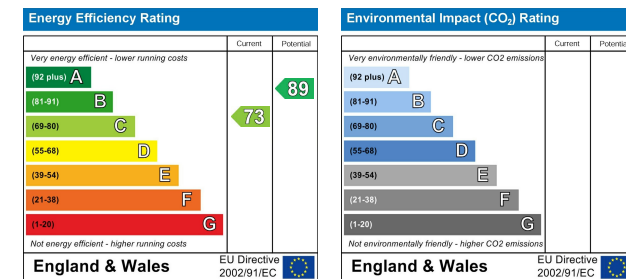 Energy Efficiency Rating
Current Potential
Very energy efficient - lower running costs
(92 plus) A
(81-91) B
(69-80) C
(55-68) D
(39-54) E
(21-38) F
(1-20) G
73
89
Not energy efficient - higher running costs
England & Wales
EU Directive
2002/91/EC
Environmental Impact (CO2) Rating
Current Potential
Very environmentally friendly - lower CO2 emissions
(92 plus) A
(81-91) B
(69-80) C
(55-68) D
(39-54) E
(21-38) F
(1-20) G
Not environmentally friendly - higher CO2 emissions
England & Wales
EU Directive
2002/91/EC